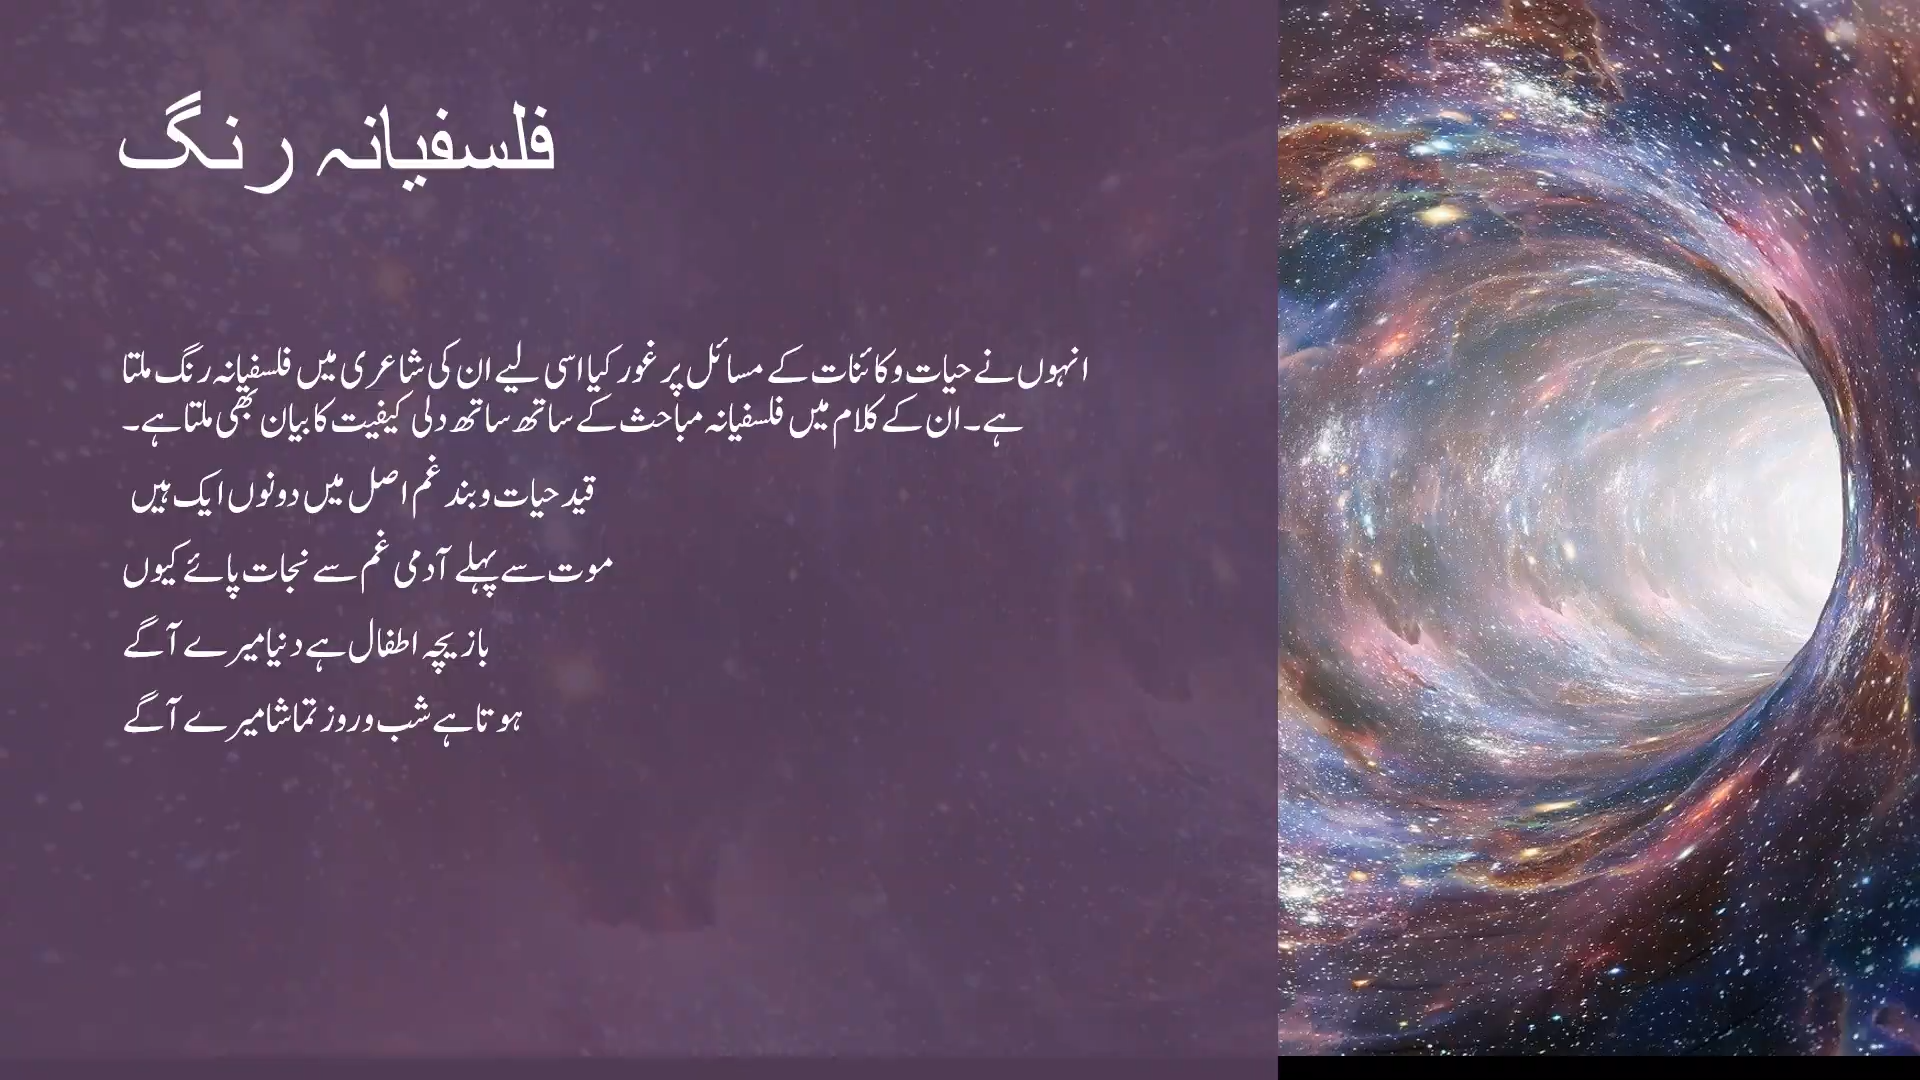 فلسفیانہ رنگ
انہوں نے حیات و کائنات کے مسائل پر غور کیا اسی لیے ان کی شاعری میں فلسفیانہ رنگ ملتا
ہے۔ ان کے کلام میں فلسفیانہ مباحث کے ساتھ ساتھ دلی کیفیت کا بیان بھی ملتا ہے۔
قید حیات و بند غم اصل میں دونوں ایک ہیں
موت سے پہلے آدمی غم سے نجات پائے کیوں
بازیچہ اطفال ہے دنیا میرے آگے
ہوتا ہے شب و روز تماشا میرے آگے